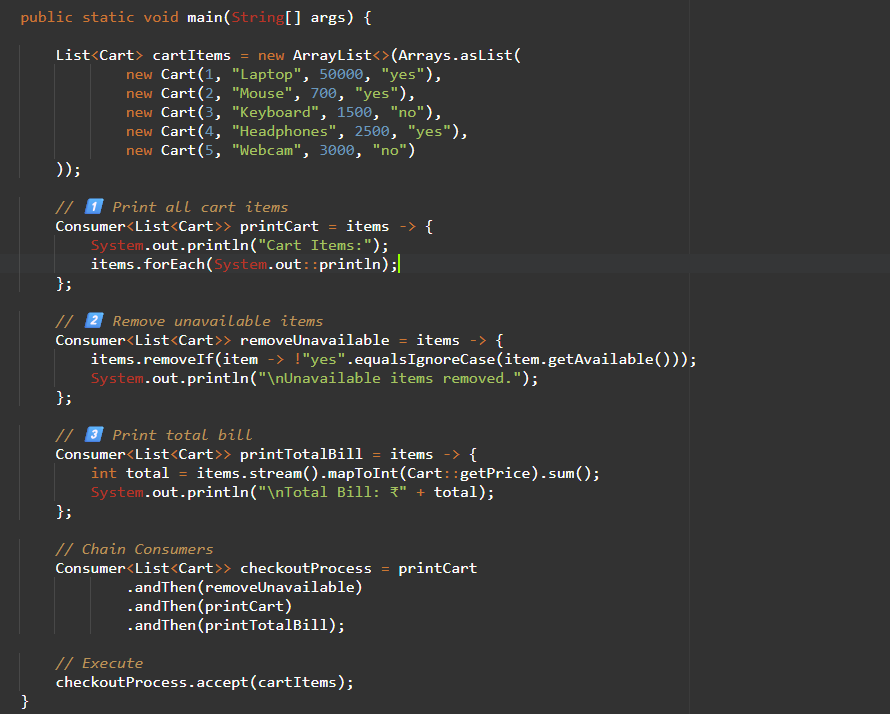 public static void main(String[] args) {
List<Cart> cartItems = new ArrayList<>(Arrays.asList(
new Cart(1, "Laptop", 50000, "yes"),
new Cart(2, "Mouse", 700, "yes"),
new Cart(3, "Keyboard", 1500, "no"),
new Cart(4, "Headphones", 2500, "yes"),
new Cart(5, "Webcam", 3000, "no")
));
// 1️⃣ Print all cart items
Consumer<List<Cart>> printCart = items -> {
System.out.println("Cart Items:");
items.forEach(System.out::println);
};
// 2️⃣ Remove unavailable items
Consumer<List<Cart>> removeUnavailable = items -> {
items.removeIf(item -> !"yes".equalsIgnoreCase(item.getAvailable()));
System.out.println("\nUnavailable items removed.");
};
// 3️⃣ Print total bill
Consumer<List<Cart>> printTotalBill = items -> {
int total = items.stream().mapToInt(Cart::getPrice).sum();
System.out.println("\nTotal Bill: ₹" + total);
};
// Chain Consumers
Consumer<List<Cart>> checkoutProcess = printCart
.andThen(removeUnavailable)
.andThen(printCart)
.andThen(printTotalBill);
// Execute
checkoutProcess.accept(cartItems);
}